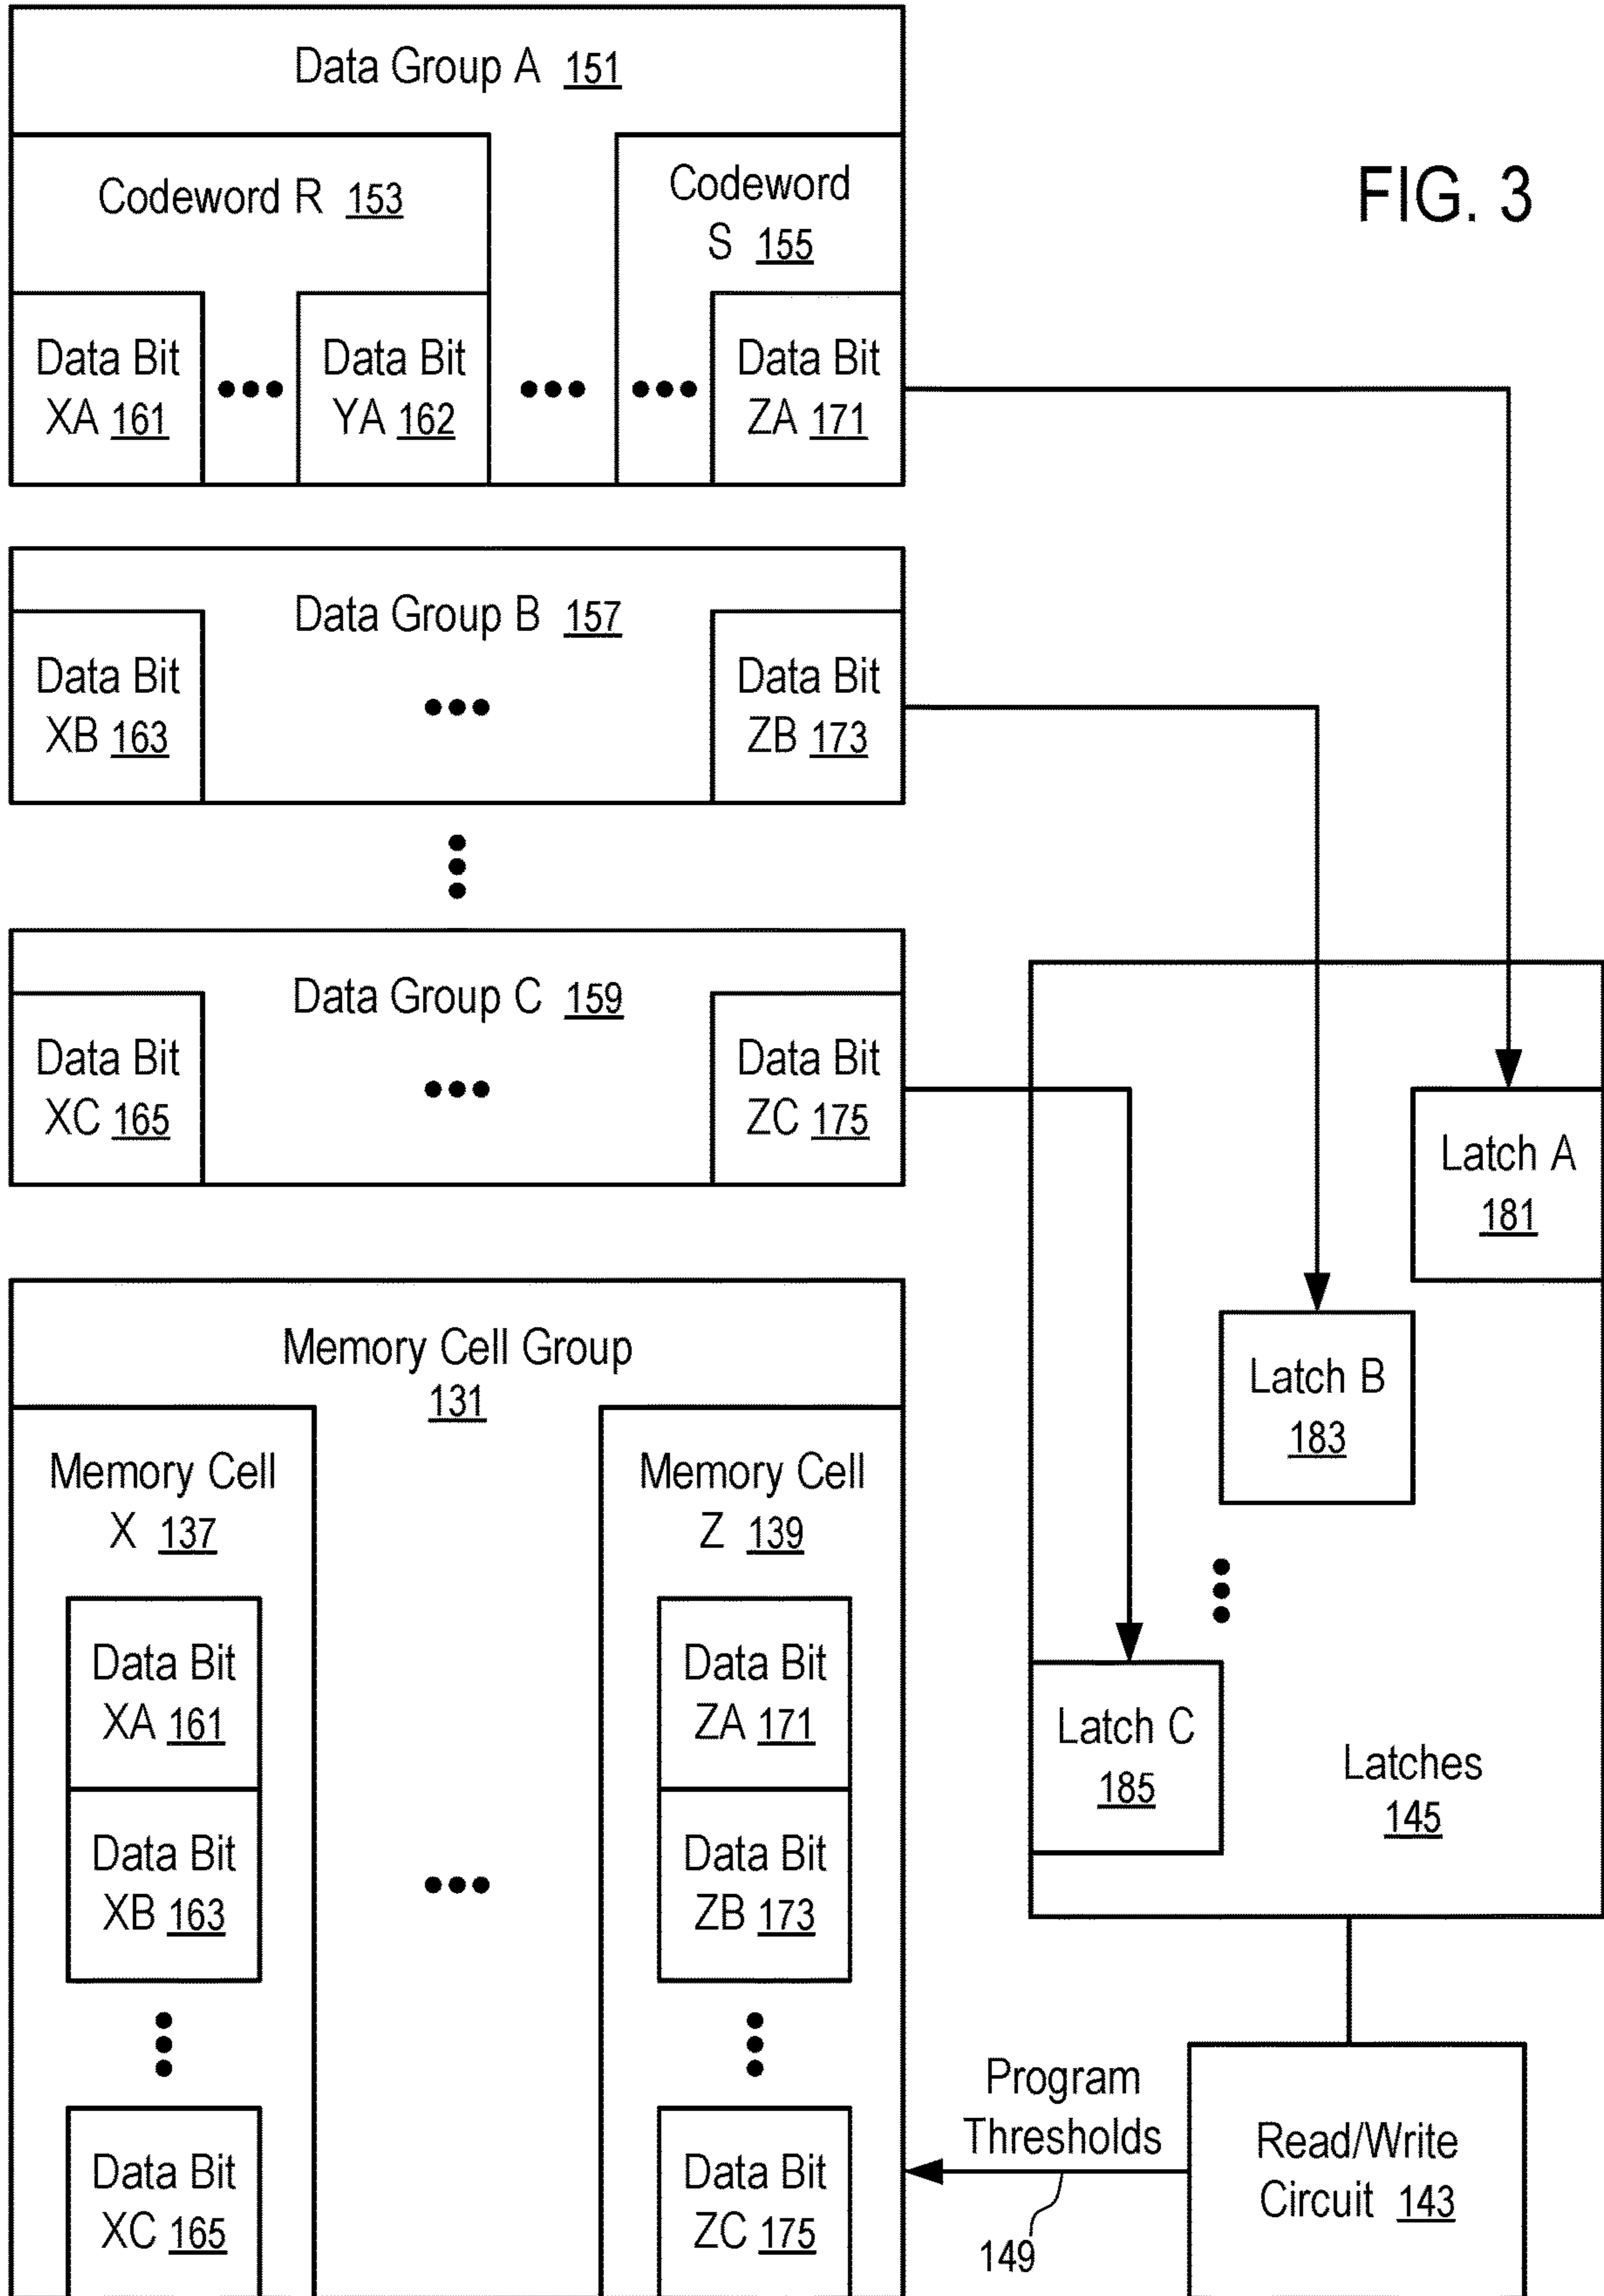 Data Group A 151
FIG. 3
Codeword R 153
Codeword
S 155
Data Bit
XA 161
Data Bit
YA 162
Data Bit
ZA 171
Data Group B 157
Data Bit
XB 163
Data Bit
ZB 173
Data Group C 159
Data Bit
XC 165
Data Bit
ZC 175
Latch A
181
Latch B
183
Latch C
185
Latches
145
Memory Cell Group
131
Memory Cell
X 137
Memory Cell
Z 139
Data Bit
XA 161
Data Bit
ZA 171
Data Bit
XB 163
Data Bit
ZB 173
Data Bit
XC 165
Data Bit
ZC 175
Program
Thresholds
149
Read/Write
Circuit 143